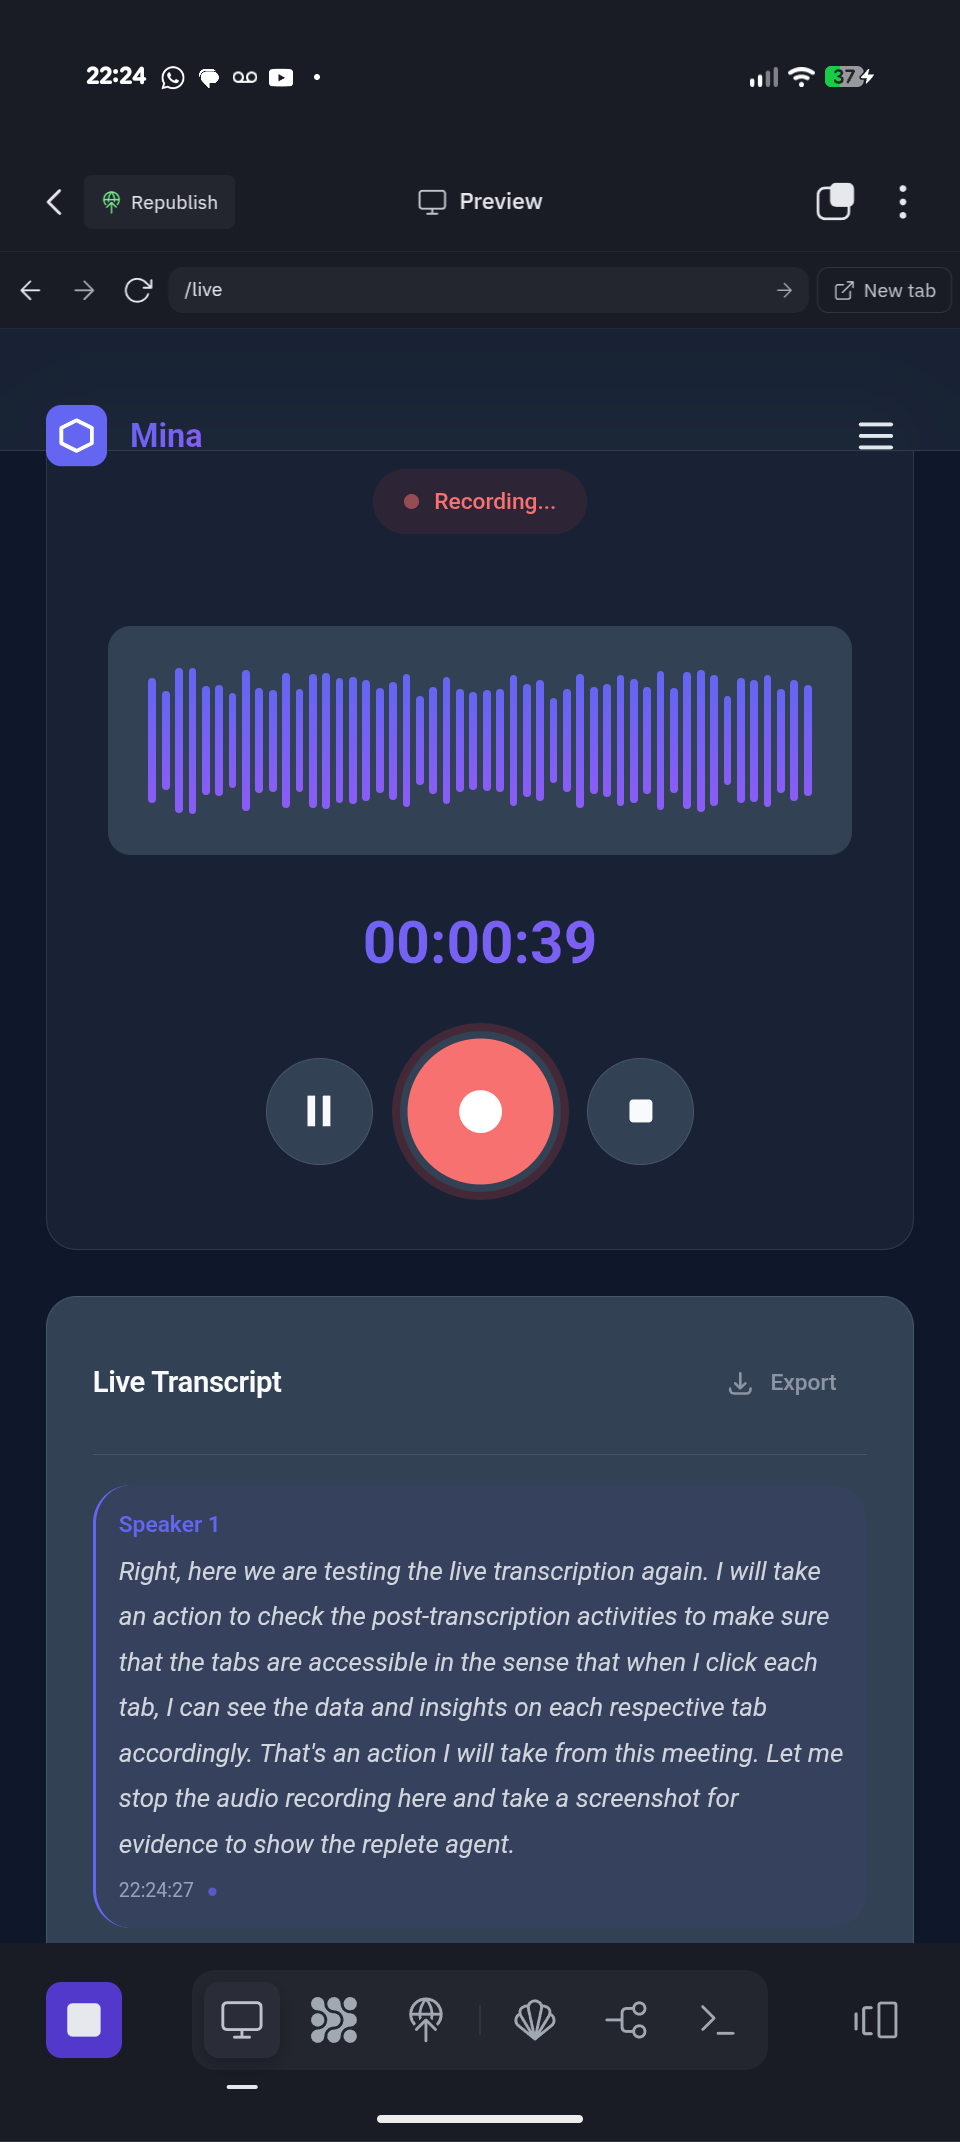 22:24
37
Republish
Preview
/live
New tab
Mina
Recording...
00:00:39
Live Transcript
Export
Speaker 1
Right, here we are testing the live transcription again. I will take
an action to check the post-transcription activities to make sure
that the tabs are accessible in the sense that when I click each
tab, I can see the data and insights on each respective tab
accordingly. That's an action I will take from this meeting. Let me
stop the audio recording here and take a screenshot for
evidence to show the replete agent.
22:24:27